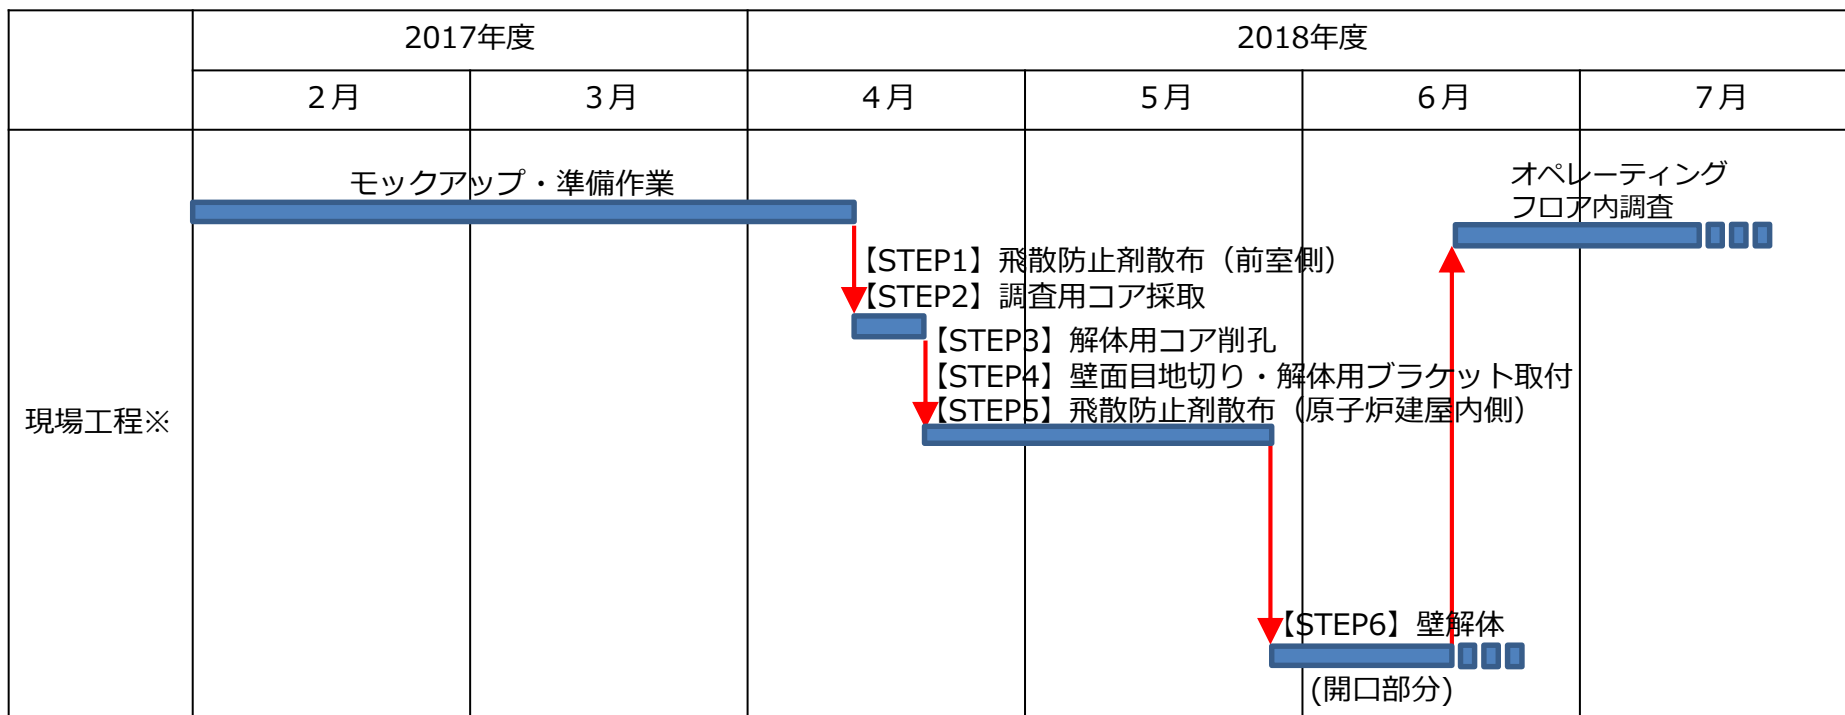 2017年度
2018年度
２月
３月
４月
５月
６月
７月
現場工程※
モックアップ・準備作業
オペレーティング
フロア内調査
【STEP1】飛散防止剤散布（前室側）
【STEP2】調査用コア採取
【STEP3】解体用コア削孔
【STEP4】壁面目地切り・解体用ブラケット取付
【STEP5】飛散防止剤散布（原子炉建屋内側）
【STEP6】壁解体
(開口部分)